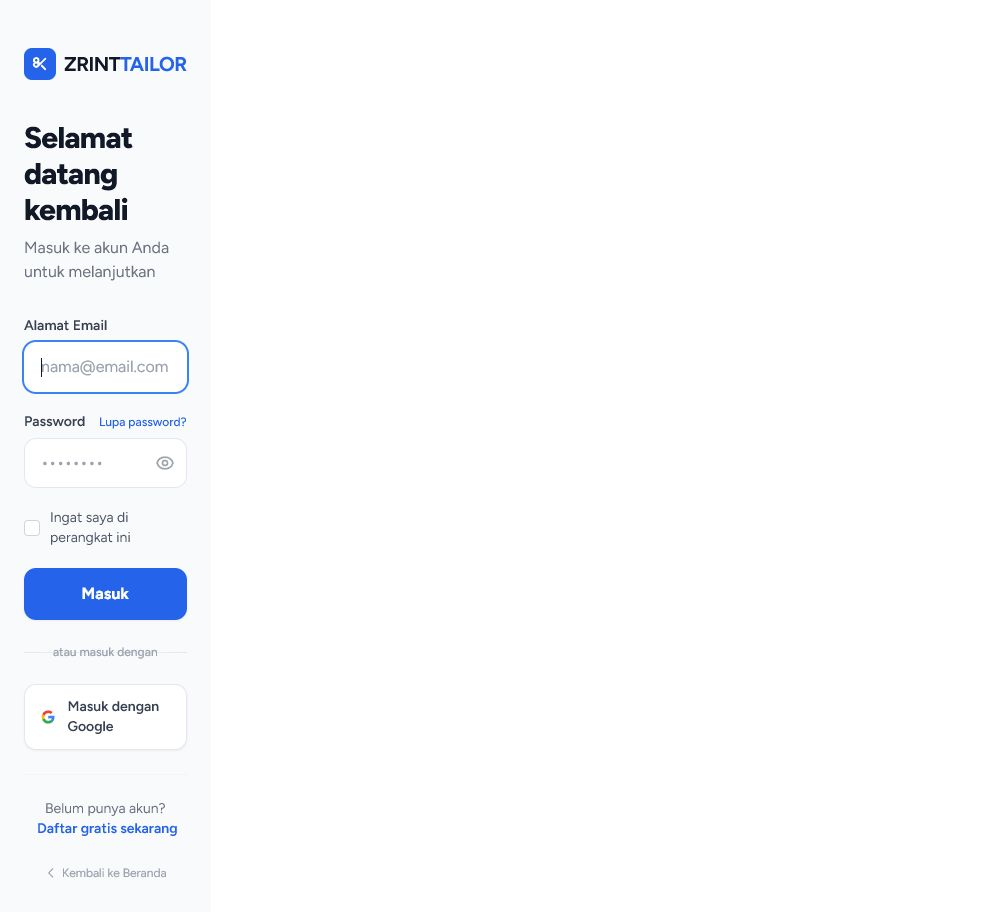 ZRINTTAILOR
Selamat
datang
kembali
Masuk ke akun Anda
untuk melanjutkan
Alamat Email
nama@email.com
Password Lupa password?
••••••••
Ingat saya di
perangkat ini
Masuk
atau masuk dengan
Masuk dengan
Google
Belum punya akun?
Daftar gratis sekarang
Kembali ke Beranda